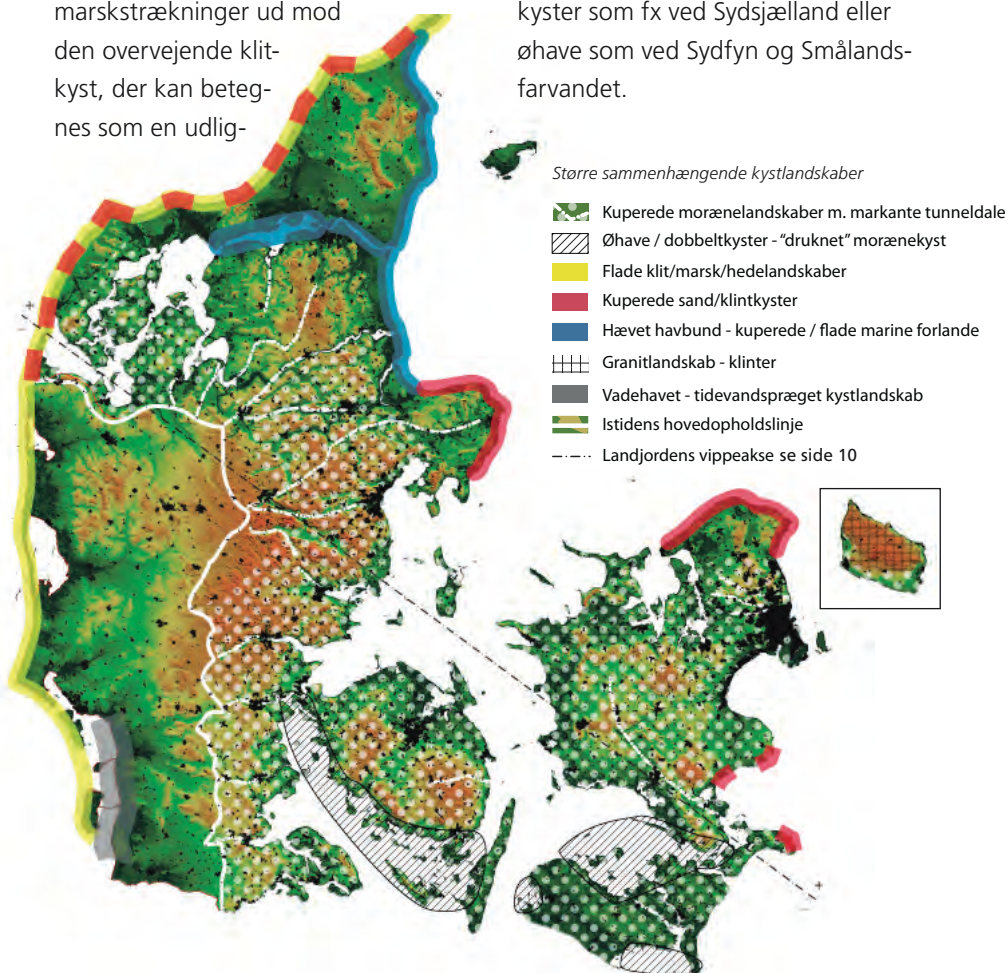 marskstrækninger ud mod
den overvejende klit-
kyst, der kan beteg-
nes som en udlig-
kyster som fx ved Sydsjælland eller
øhave som ved Sydfyn og Smålands-
farvandet.
Større sammenhængende kystlandskaber
Kuperede morænelandskaber m. markante tunneldale
Øhave / dobbeltkyster - “druknet” morænekyst
Flade klit/marsk/hedelandskaber
Kuperede sand/klintkyster
Hævet havbund - kuperede / flade marine forlande
Granitlandskab - klinter
Vadehavet - tidevandspræget kystlandskab
Istidens hovedopholdslinje
Landjordens vippeakse se side 10
+
+